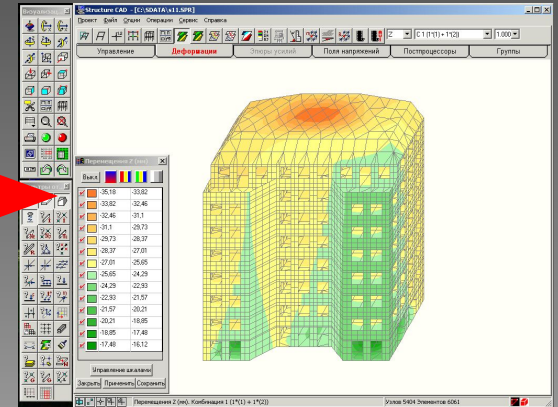 Structure CAD - [C:\SDATA\s11.SPR]
Проект Файл Опции Операции Сервис Справка
Z C 1 (1*(1) + 1*(2)) 1.000
Управление Деформации Эпюры усилий Поля напряжений Постпроцессоры Группы
Перемещения Z (мм)
Выкл
-35,18 -33,82
-33,82 -32,46
-32,46 -31,1
-31,1 -29,73
-29,73 -28,37
-28,37 -27,01
-27,01 -25,65
-25,65 -24,29
-24,29 -22,93
-22,93 -21,57
-21,57 -20,21
-20,21 -18,85
-18,85 -17,48
-17,48 -16,12
Управление шкалами
Закрыть Применить Сохранить
Перемещения Z (мм). Комбинация 1 (1*(1) + 1*(2)) Узлов 5404 Элементов 6061